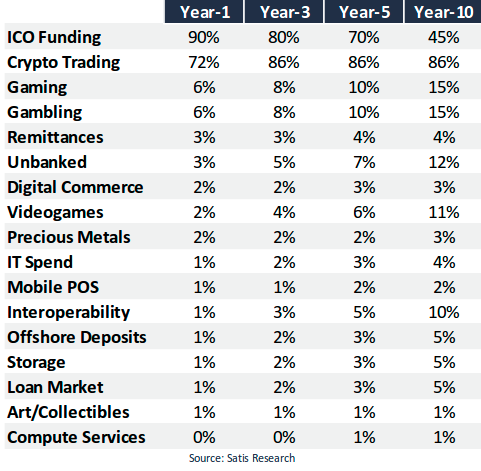 Year-1 Year-3 Year-5 Year-10
ICO Funding 90% 80% 70% 45%
Crypto Trading 72% 86% 86% 86%
Gaming 6% 8% 10% 15%
Gambling 6% 8% 10% 15%
Remittances 3% 3% 4% 4%
Unbanked 3% 5% 7% 12%
Digital Commerce 2% 2% 3% 3%
Videogames 2% 4% 6% 11%
Precious Metals 2% 2% 2% 3%
IT Spend 1% 2% 3% 4%
Mobile POS 1% 1% 2% 2%
Interoperability 1% 3% 5% 10%
Offshore Deposits 1% 2% 3% 5%
Storage 1% 2% 3% 5%
Loan Market 1% 2% 3% 5%
Art/Collectibles 1% 1% 1% 1%
Compute Services 0% 0% 1% 1%
Source: Satis Research